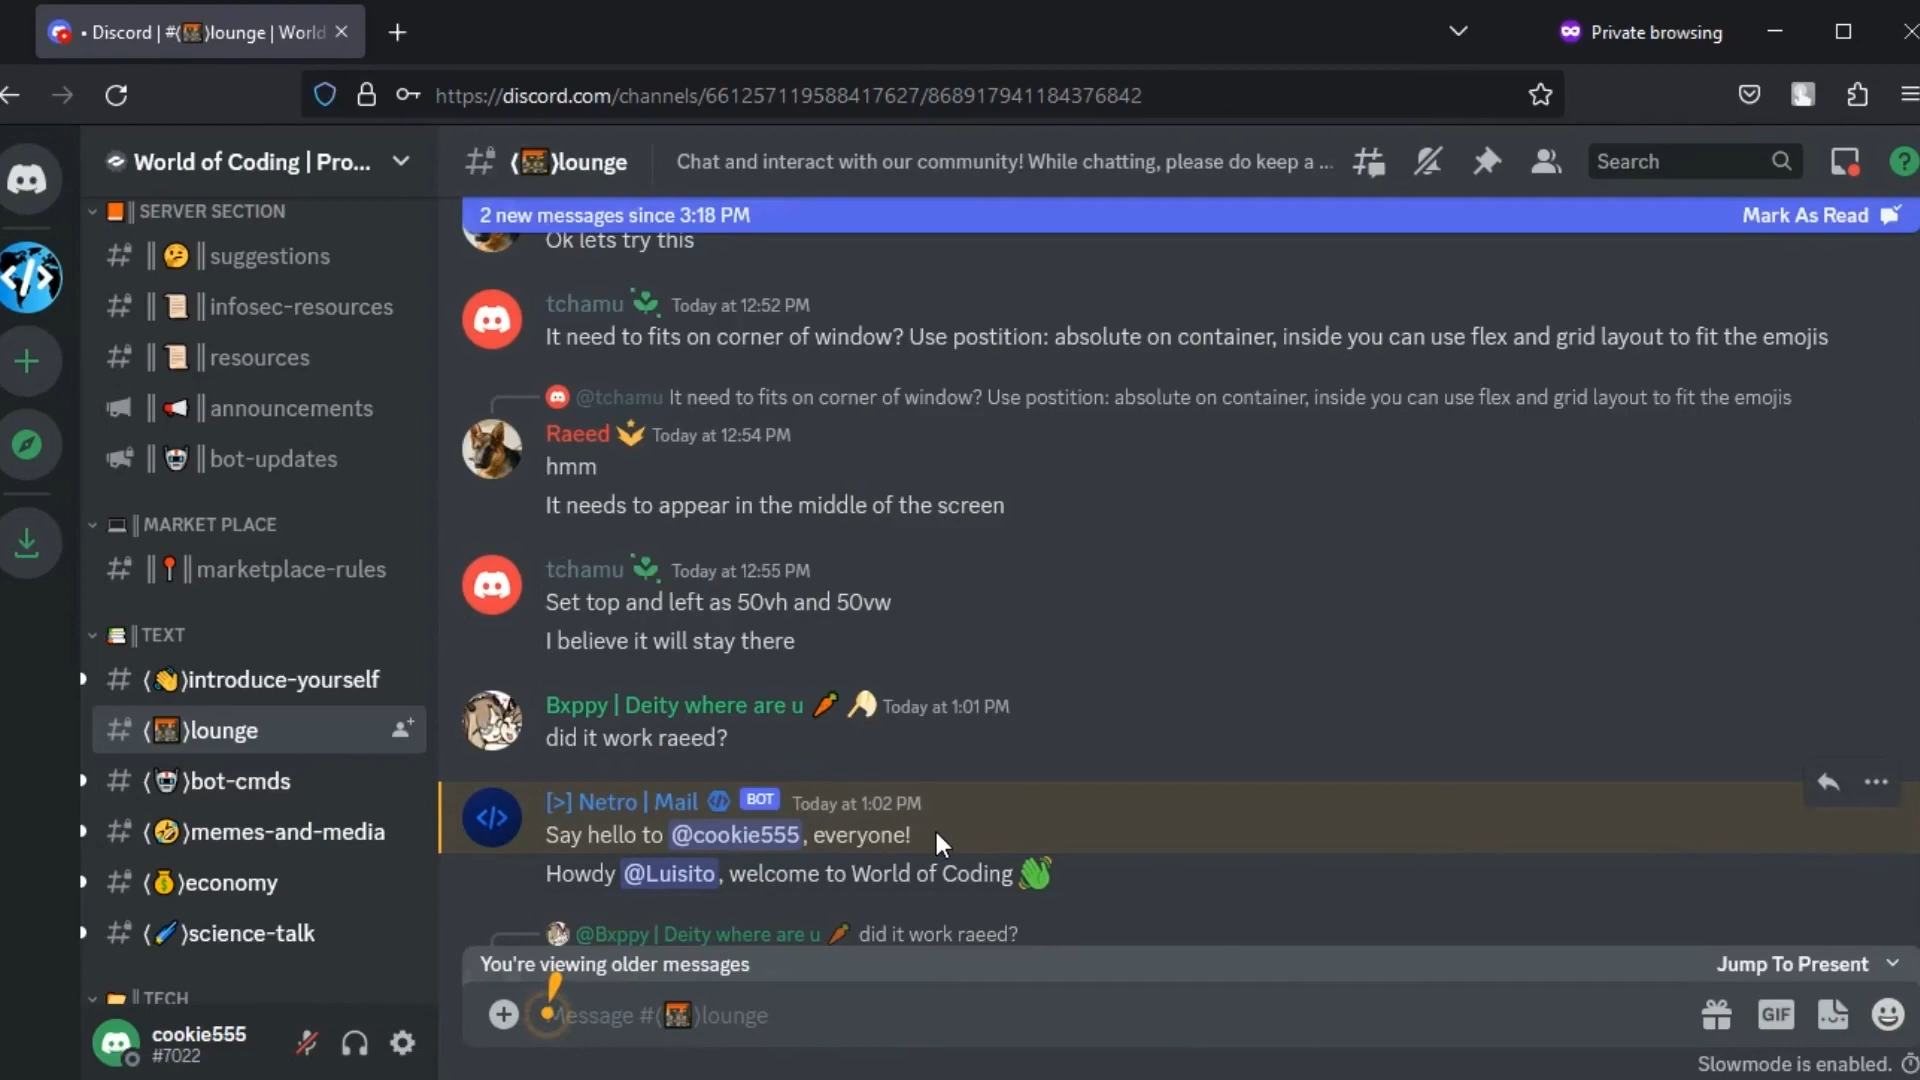 • Discord | #(lounge | World
Private browsing
https://discord.com/channels/661257119588417627/868917941184376842
World of Coding | Pro...
SERVER SECTION
suggestions
infosec-resources
resources
announcements
bot-updates
MARKET PLACE
marketplace-rules
TEXT
introduce-yourself
lounge
bot-cmds
memes-and-media
economy
science-talk
TECH
cookie555
#7022
lounge
Chat and interact with our community! While chatting, please do keep a ...
Search
2 new messages since 3:18 PM
Mark As Read
Ok lets try this
tchamu Today at 12:52 PM
It need to fits on corner of window? Use postition: absolute on container, inside you can use flex and grid layout to fit the emojis
@tchamu It need to fits on corner of window? Use postition: absolute on container, inside you can use flex and grid layout to fit the emojis
Raeed Today at 12:54 PM
hmm
It needs to appear in the middle of the screen
tchamu Today at 12:55 PM
Set top and left as 50vh and 50vw
I believe it will stay there
Bxppy | Deity where are u Today at 1:01 PM
did it work raeed?
[>] Netro | Mail BOT Today at 1:02 PM
Say hello to @cookie555, everyone!
Howdy @Luisito, welcome to World of Coding
@Bxppy | Deity where are u did it work raeed?
You're viewing older messages
Jump To Present
Message #(lounge
GIF
Slowmode is enabled.